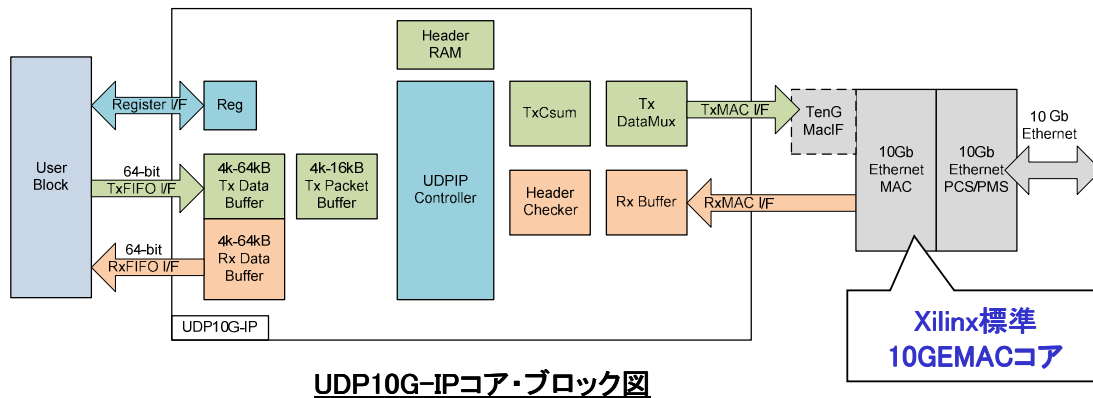 Header
RAM
User
Block
Register I/F
Reg
64-bit
TxFIFO I/F
4k-64kB
Tx Data
Buffer
4k-16kB
Tx Packet
Buffer
64-bit
RxFIFO I/F
4k-64kB
Rx Data
Buffer
UDPIP
Controller
TxCsum
Tx
DataMux
TxMAC I/F
Header
Checker
Rx Buffer
RxMAC I/F
TenG
MacIF
10Gb
Ethernet
MAC
10Gb
Ethernet
PCS/PMS
10 Gb
Ethernet
UDP10G-IP
Xilinx標準
10GEMACコア
UDP10G-IPコア・ブロック図